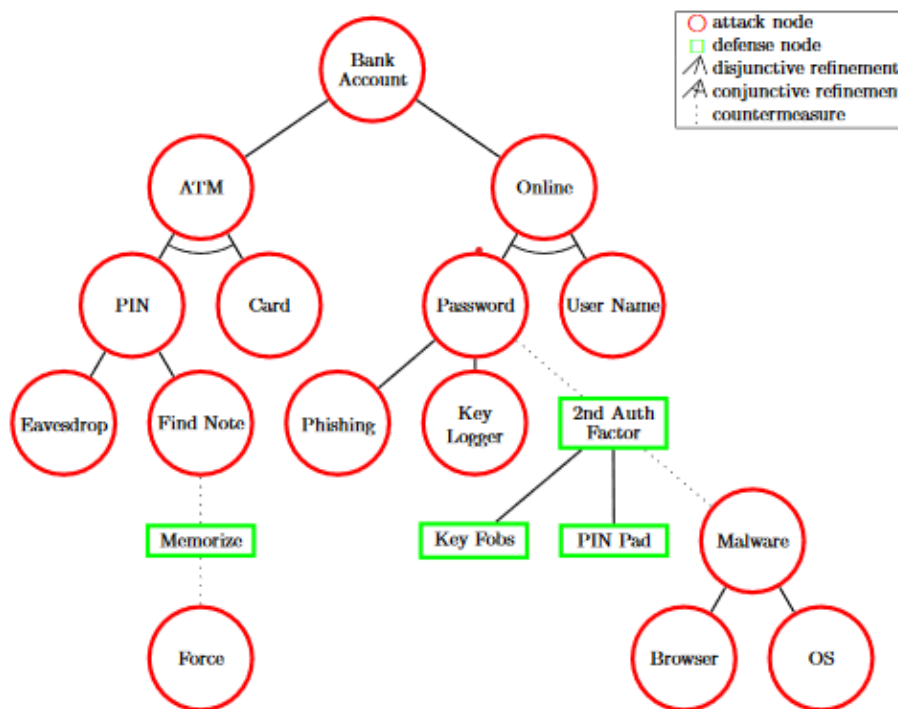 attack node
defense node
disjunctive refinement
conjunctive refinement
countermeasure
Bank
Account
ATM
Online
PIN
Card
Password
User Name
Eavesdrop
Find Note
Phishing
Key
Logger
2nd Auth
Factor
Memorize
Key Fobs
PIN Pad
Malware
Force
Browser
OS